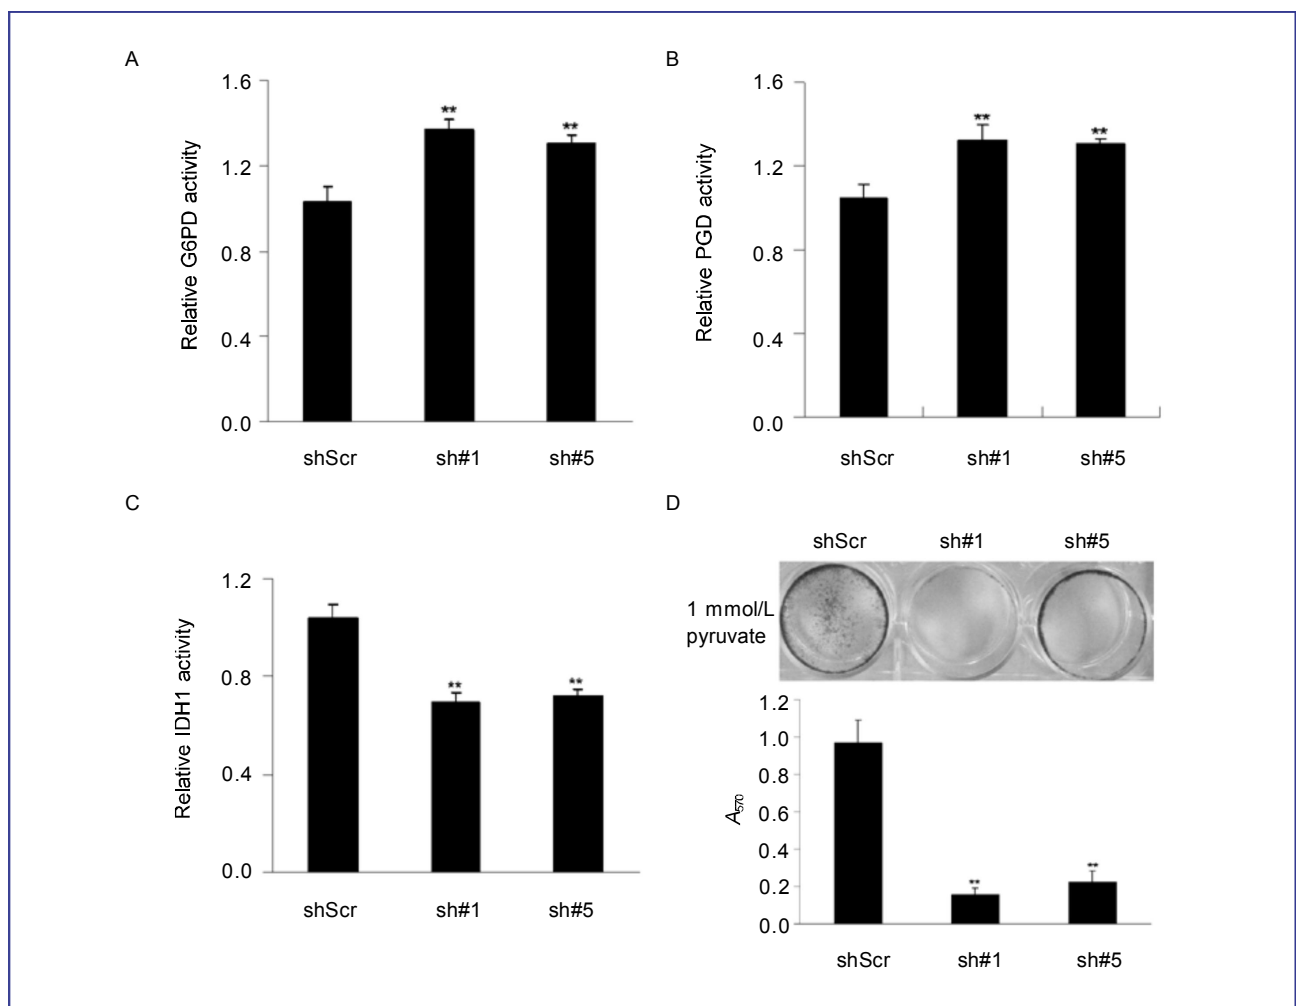 A
1.6
1.2
0.8
0.4
0.0
Relative G6PD activity
**
**
shScr sh#1 sh#5
B
1.6
1.2
0.8
0.4
0.0
Relative PGD activity
**
**
shScr sh#1 sh#5
C
1.2
0.8
0.4
0.0
Relative IDH1 activity
**
**
shScr sh#1 sh#5
D
shScr sh#1 sh#5
1 mmol/L
pyruvate
1.2
1.0
0.8
0.6
0.4
0.2
0.0
A570
**
**
shScr sh#1 sh#5